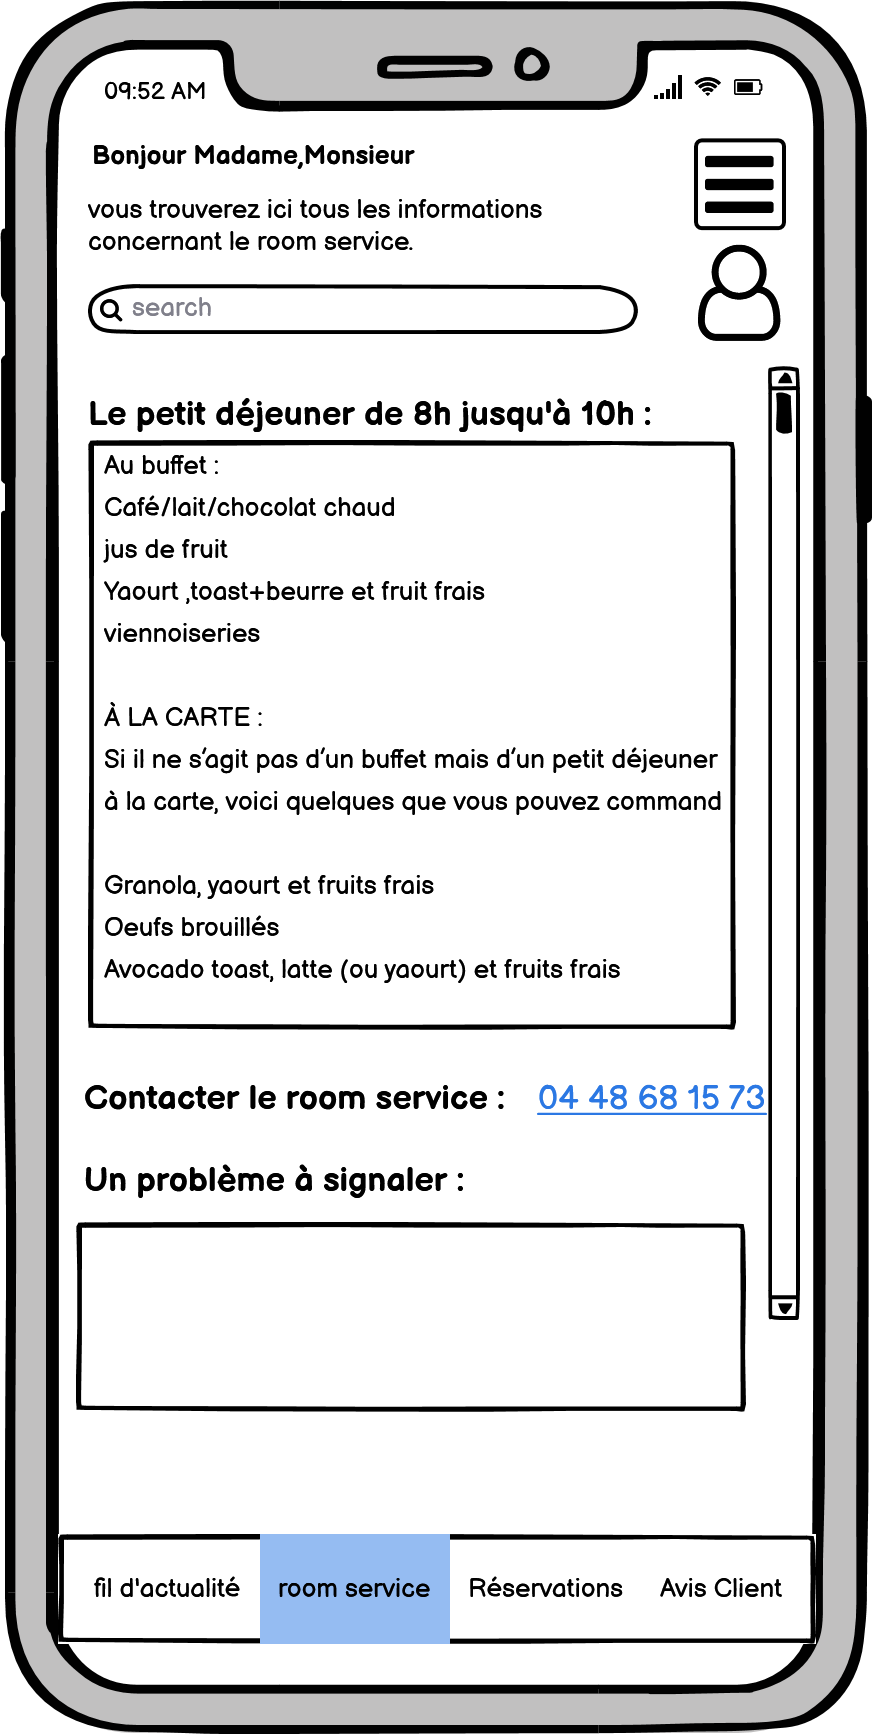 09:52 AM
Bonjour Madame,Monsieur
vous trouverez ici tous les informations
concernant le room service.
search
Le petit déjeuner de 8h jusqu'à 10h :
Au buffet :
Café/lait/chocolat chaud
jus de fruit
Yaourt ,toast+beurre et fruit frais
viennoiseries
À LA CARTE :
Si il ne s’agit pas d’un buffet mais d’un petit déjeuner
à la carte, voici quelques que vous pouvez command
Granola, yaourt et fruits frais
Oeufs brouillés
Avocado toast, latte (ou yaourt) et fruits frais
Contacter le room service : 04 48 68 15 73
Un problème à signaler :
fil d'actualité room service Réservations Avis Client